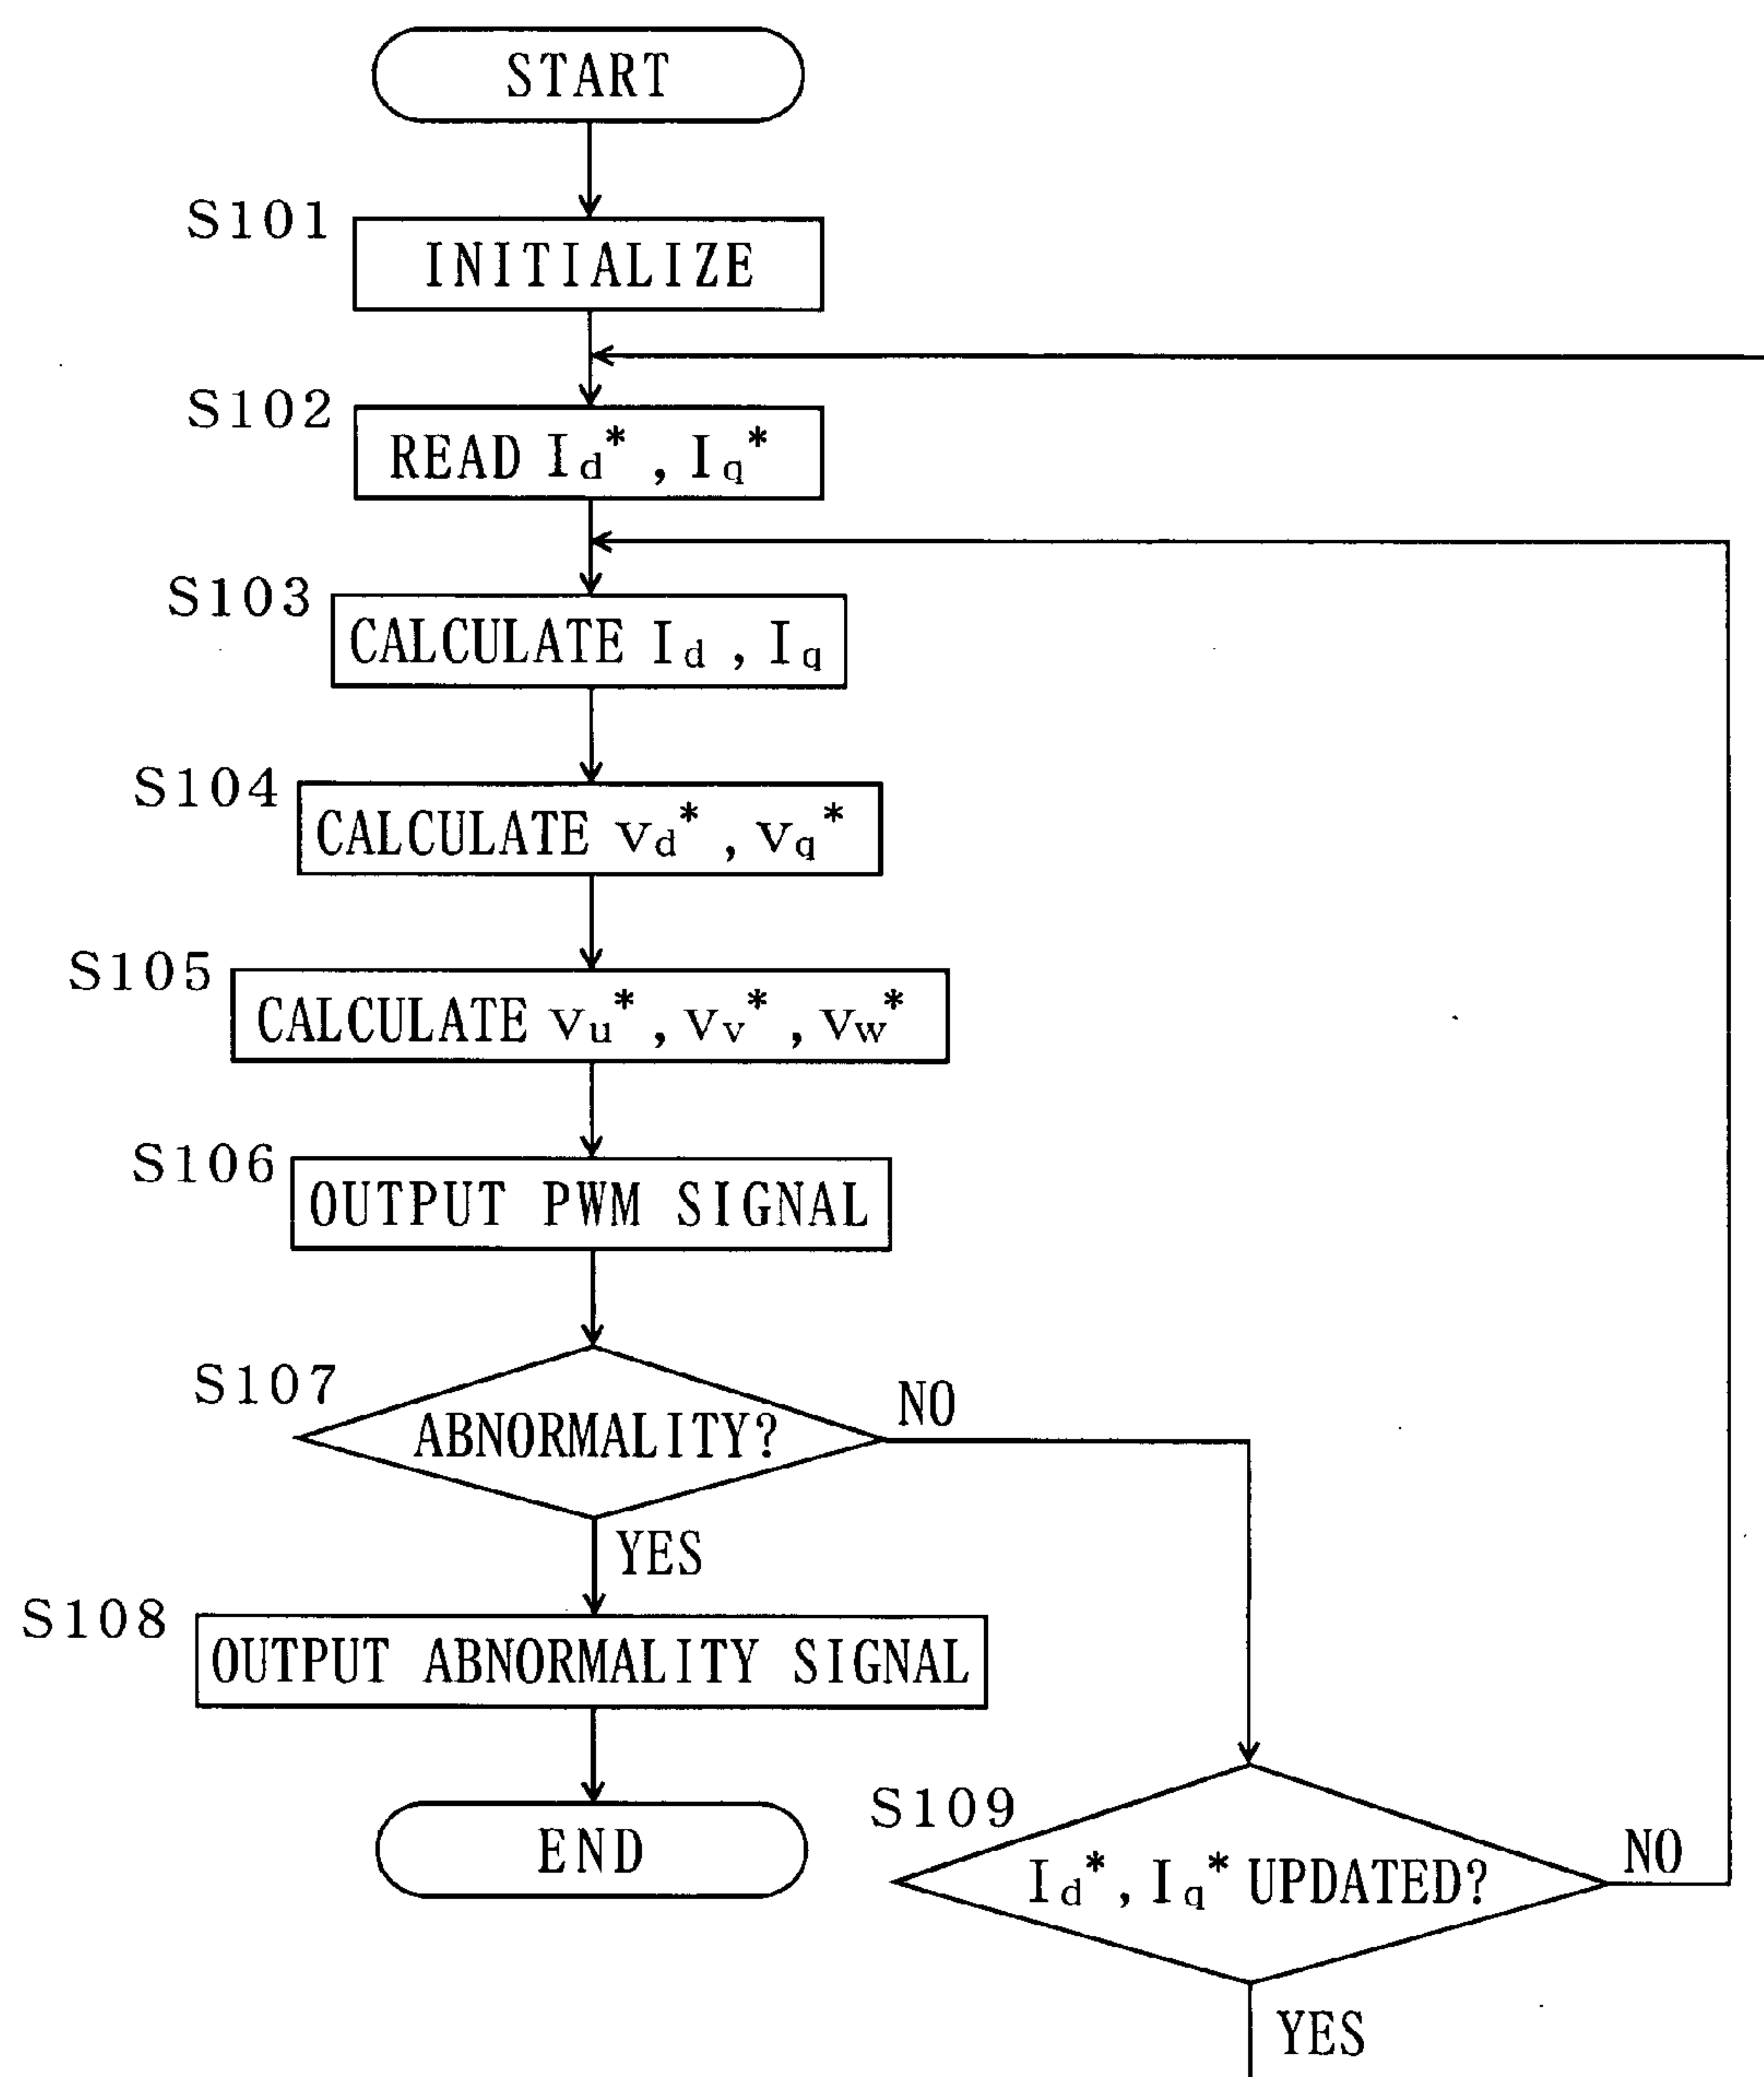 START
S101
INITIALIZE
S102
READ Id*, Iq*
S103
CALCULATE Id, Iq
S104
CALCULATE Vd*, Vq*
S105
CALCULATE Vu*, Vv*, Vw*
S106
OUTPUT PWM SIGNAL
S107
ABNORMALITY?
NO
YES
S108
OUTPUT ABNORMALITY SIGNAL
END
S109
Id*, Iq* UPDATED?
NO
YES